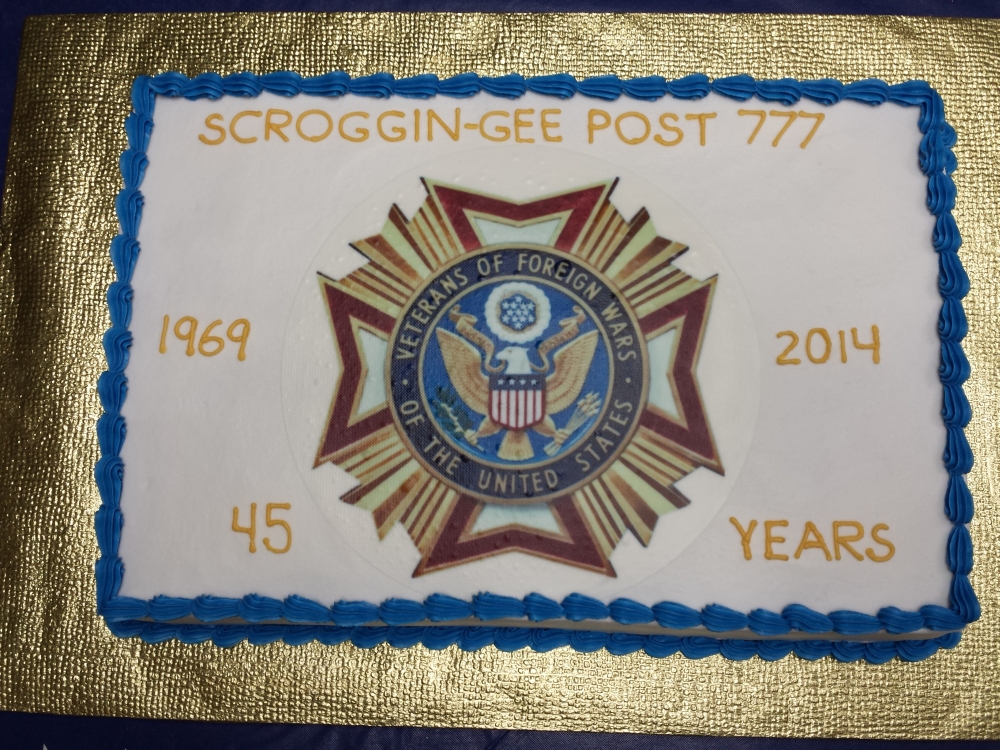 SCROGGIN-GEE POST 777
VETERANS OF FOREIGN WARS
OF THE UNITED STATES
1969
2014
45
YEARS